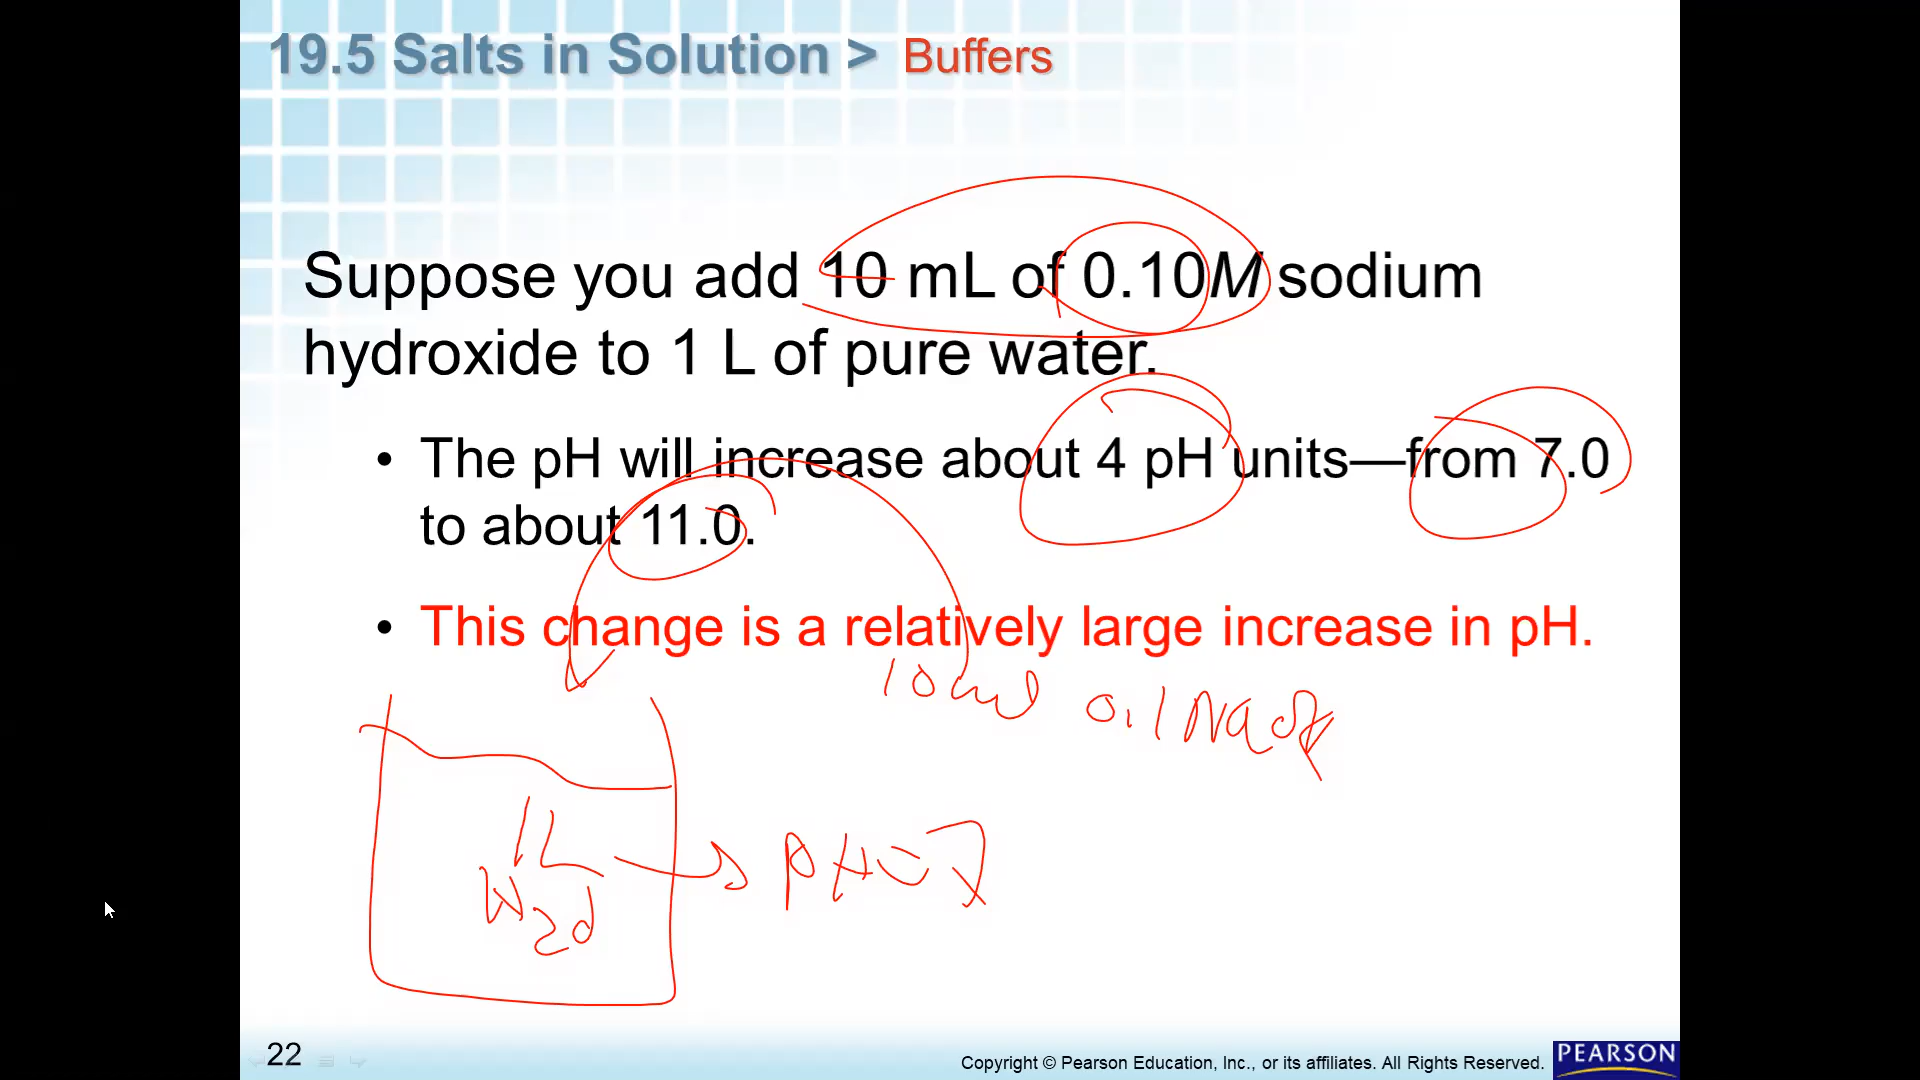 19.5 Salts in Solution > Buffers
Suppose you add 10 mL of 0.10M sodium
hydroxide to 1 L of pure water.
• The pH will increase about 4 pH units—from 7.0
to about 11.0.
• This change is a relatively large increase in pH.
10ml 0.1 NaOH
1L
H2O
pH=7
22
Copyright © Pearson Education, Inc., or its affiliates. All Rights Reserved.
PEARSON